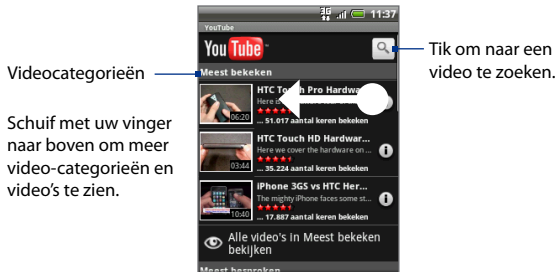 3G 11:37
YouTube
You Tube
Videocategorieën
Meest bekeken
Tik om naar een
video te zoeken.
Schuif met uw vinger
naar boven om meer
video-categorieën en
video's te zien.
HTC Touch Pro Hardwa...
Here is
06:20
... 51.017 aantal keren bekeken
HTC Touch HD Hardwar...
Here we cover the hardware on ...
03:44
... 35.224 aantal keren bekeken
iPhone 3GS vs HTC Her...
The mighty iPhone faces some st...
10:40
... 17.887 aantal keren bekeken
Alle video's in Meest bekeken
bekijken
Meest besproken